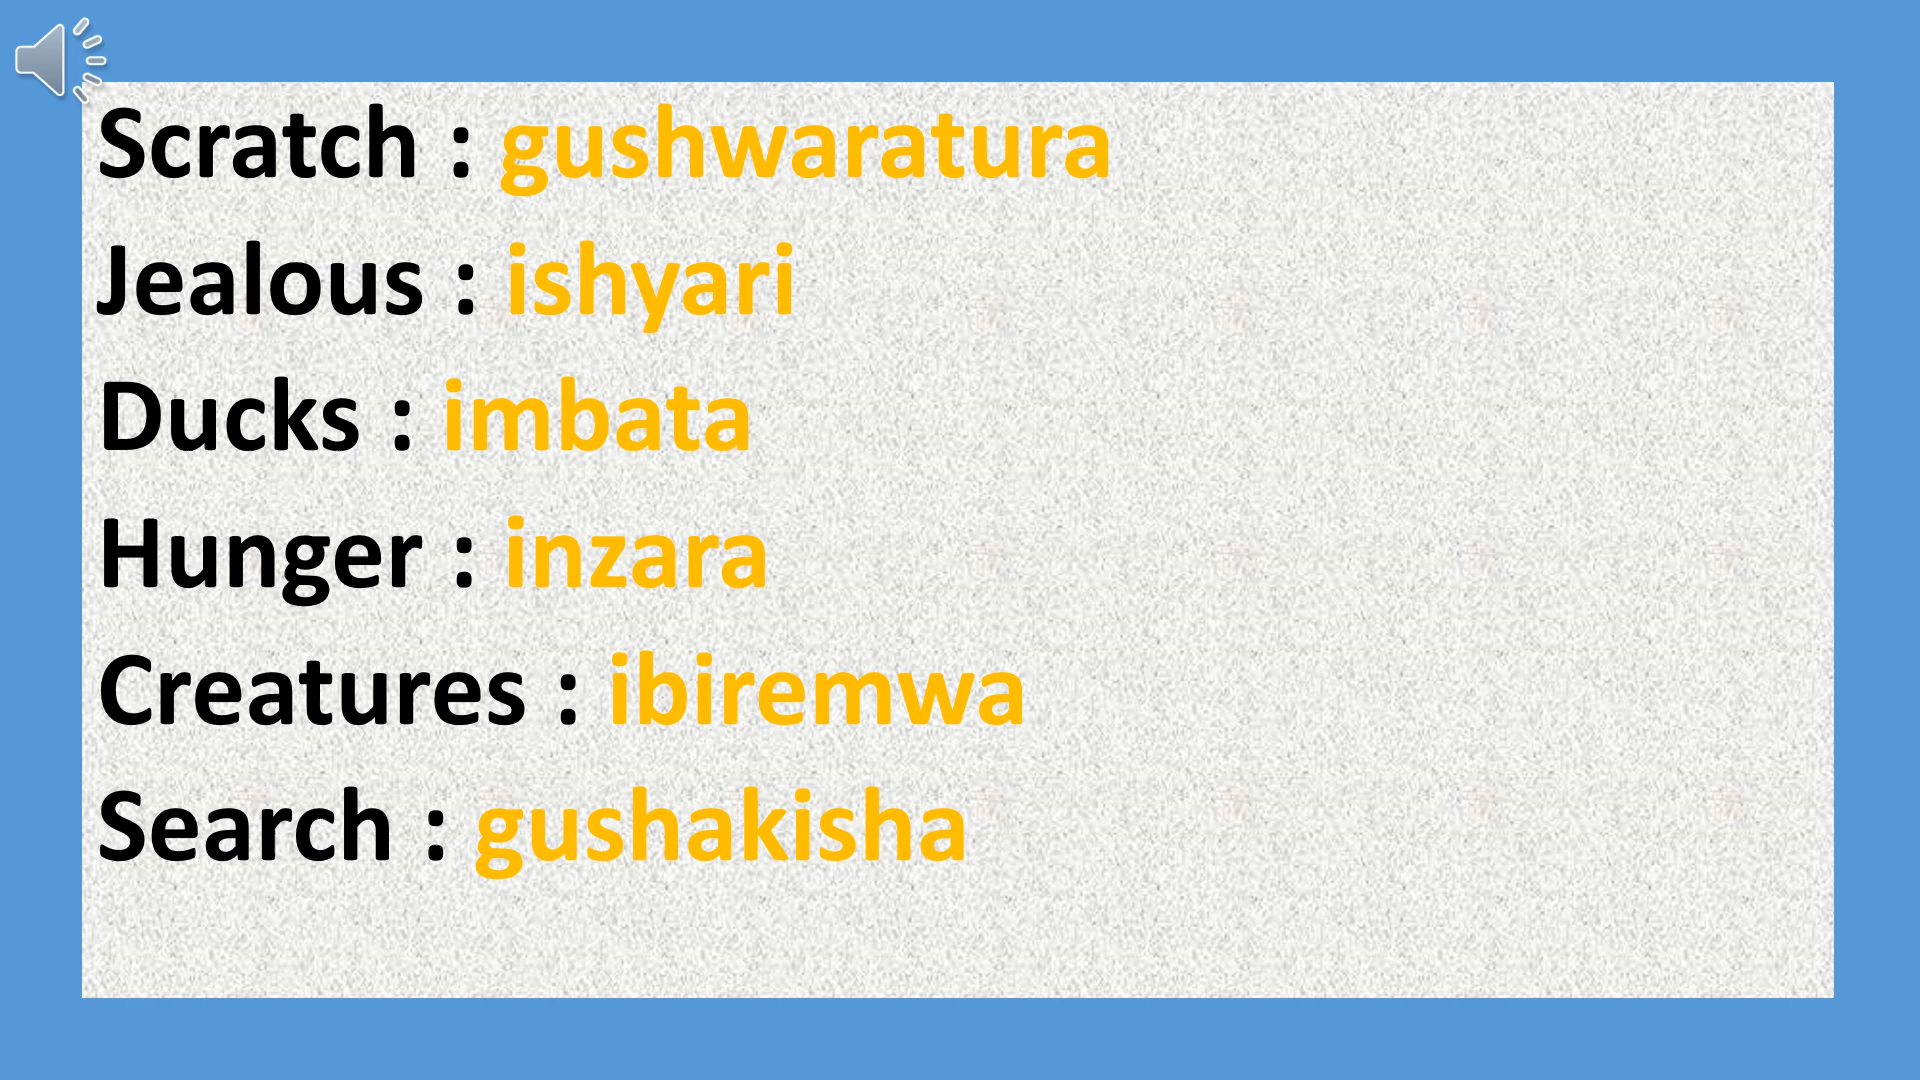 Scratch : gushwaratura
Jealous : ishyari
Ducks : imbata
Hunger : inzara
Creatures : ibiremwa
Search : gushakisha